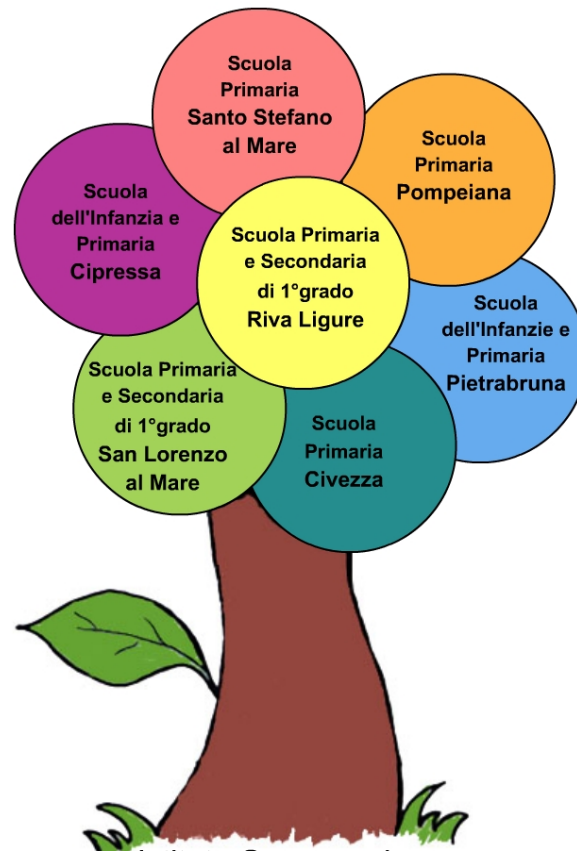 Scuola
Primaria
Santo Stefano
al Mare
Scuola
Primaria
Pompeiana
Scuola
dell'Infanzia e
Primaria
Cipressa
Scuola Primaria
e Secondaria
di 1°grado
Riva Ligure
Scuola
dell'Infanzie e
Primaria
Pietrabruna
Scuola Primaria
e Secondaria
di 1°grado
San Lorenzo
al Mare
Scuola
Primaria
Civezza